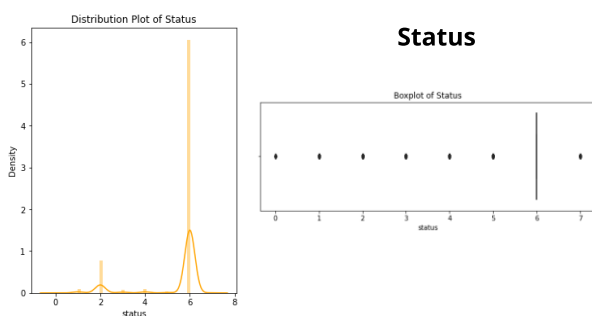 Distribution Plot of Status
6
5
4
3
2
1
0
Density
0 2 4 6 8
status
Status
Boxplot of Status
0 1 2 3 4 5 6 7
status